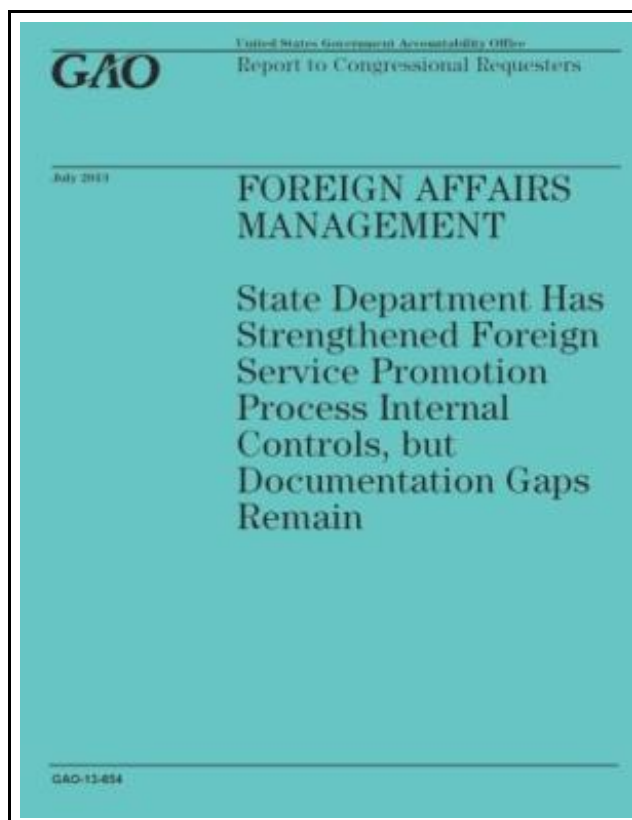 United States Government Accountability Office
GAO
Report to Congressional Requesters
July 2013
FOREIGN AFFAIRS
MANAGEMENT
State Department Has
Strengthened Foreign
Service Promotion
Process Internal
Controls, but
Documentation Gaps
Remain
GAO-13-654